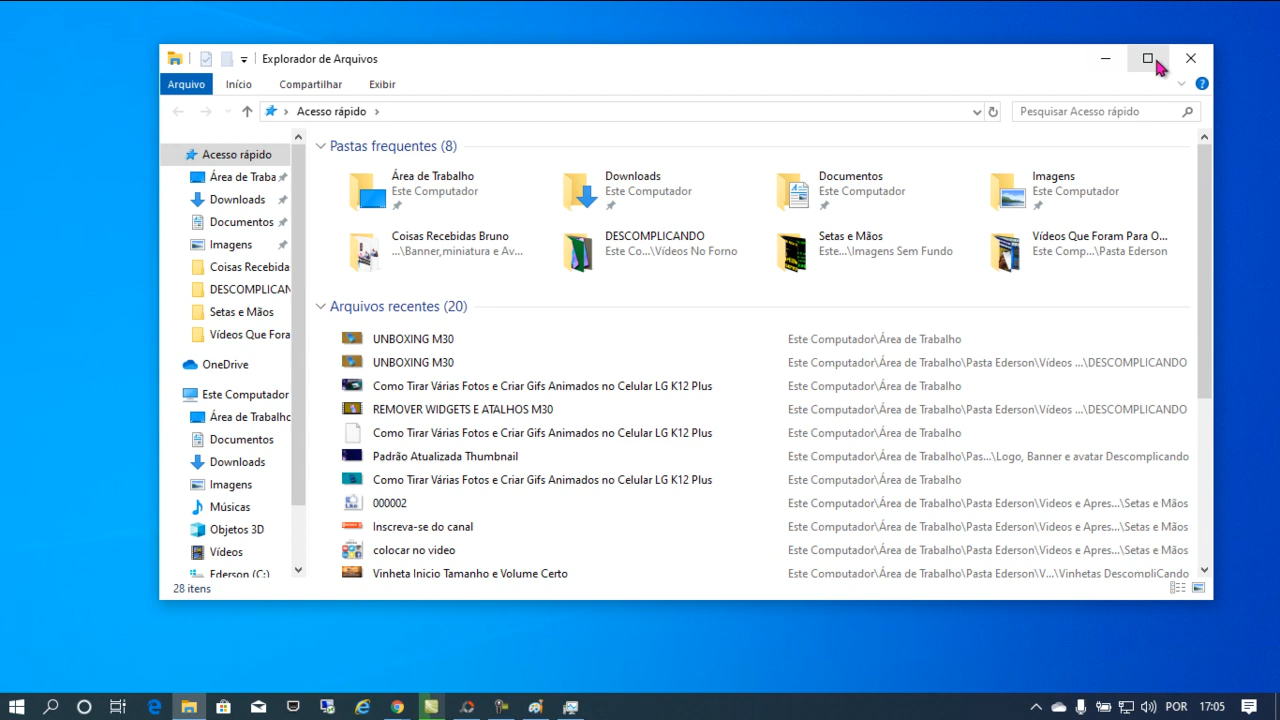 Explorador de Arquivos
Arquivo Início Compartilhar Exibir
Acesso rápido
Pesquisar Acesso rápido
Acesso rápido
Área de Traba
Downloads
Documentos
Imagens
Coisas Recebida
DESCOMPLICAN
Setas e Mãos
Vídeos Que Fora
OneDrive
Este Computador
Área de Trabalho
Documentos
Downloads
Imagens
Músicas
Objetos 3D
Vídeos
Ederson (C:)
Pastas frequentes (8)
Área de Trabalho
Este Computador
Downloads
Este Computador
Documentos
Este Computador
Imagens
Este Computador
Coisas Recebidas Bruno
...\Banner,miniatura e Av...
DESCOMPLICANDO
Este Co...\Vídeos No Forno
Setas e Mãos
Este...\Imagens Sem Fundo
Vídeos Que Foram Para O...
Este Comp...\Pasta Ederson
Arquivos recentes (20)
UNBOXING M30 Este Computador\Área de Trabalho
UNBOXING M30 Este Computador\Área de Trabalho\Pasta Ederson\Vídeos ...\DESCOMPLICANDO
Como Tirar Várias Fotos e Criar Gifs Animados no Celular LG K12 Plus Este Computador\Área de Trabalho
REMOVER WIDGETS E ATALHOS M30 Este Computador\Área de Trabalho\Pasta Ederson\Vídeos ...\DESCOMPLICANDO
Como Tirar Várias Fotos e Criar Gifs Animados no Celular LG K12 Plus Este Computador\Área de Trabalho
Padrão Atualizada Thumbnail Este Computador\Área de Trabalho\Pas...\Logo, Banner e avatar Descomplicando
Como Tirar Várias Fotos e Criar Gifs Animados no Celular LG K12 Plus Este Computador\Área de Trabalho
000002 Este Computador\Área de Trabalho\Pasta Ederson\Videos e Apres...\Setas e Mãos
Inscreva-se do canal Este Computador\Área de Trabalho\Pasta Ederson\Videos e Apres...\Setas e Mãos
colocar no video Este Computador\Área de Trabalho\Pasta Ederson\Videos e Apres...\Setas e Mãos
Vinheta Inicio Tamanho e Volume Certo Este Computador\Área de Trabalho\Pasta Ederson\V...\Vinhetas DescompliCando
28 itens
POR 17:05